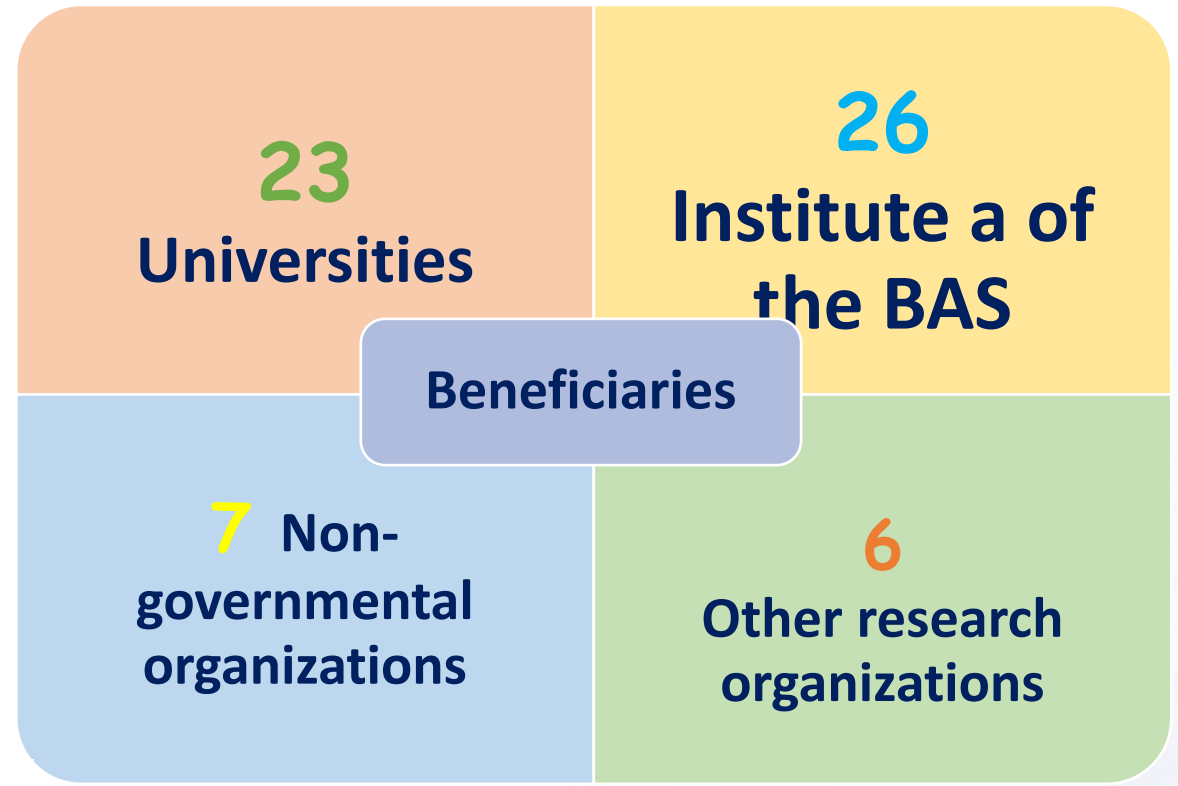 23
Universities
26
Institute a of
the BAS
Beneficiaries
7 Non-
governmental
organizations
6
Other research
organizations